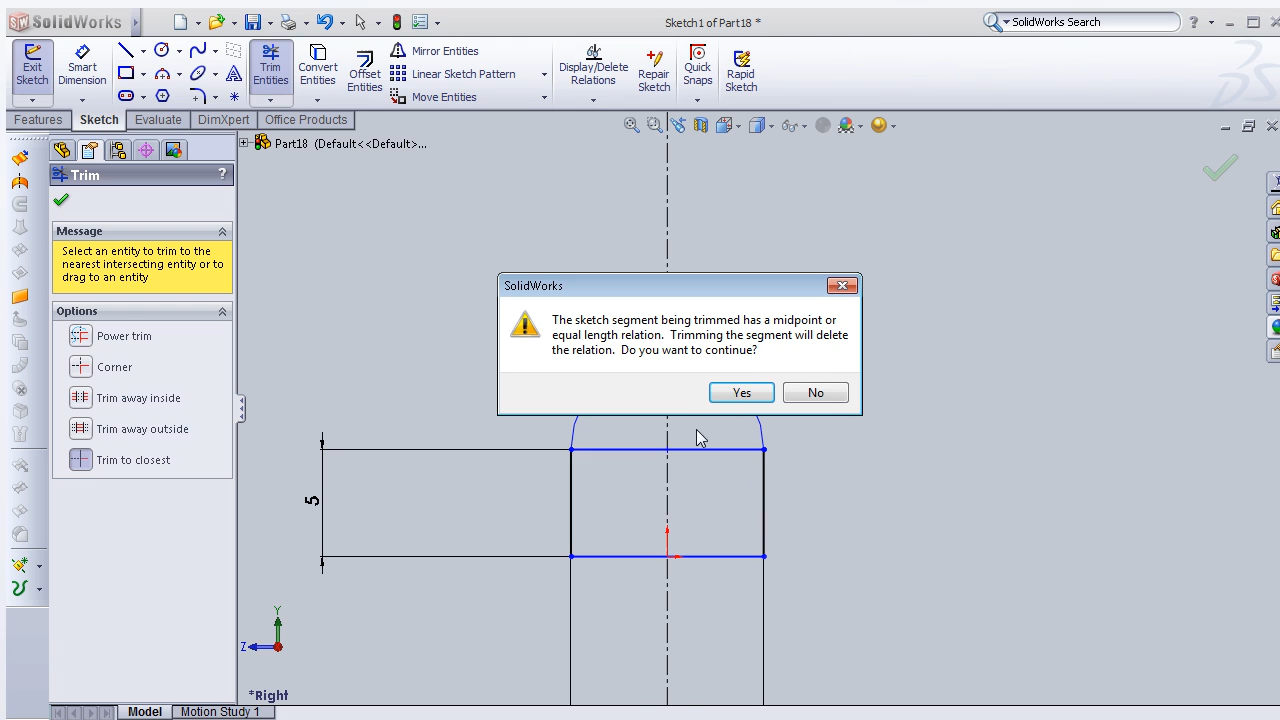 SolidWorks
Sketch1 of Part18 *
SolidWorks Search
?
Exit Sketch
Smart Dimension
Trim Entities
Convert Entities
Offset Entities
Mirror Entities
Linear Sketch Pattern
Move Entities
Display/Delete Relations
Repair Sketch
Quick Snaps
Rapid Sketch
Features
Sketch
Evaluate
DimXpert
Office Products
Part18 (Default<<Default>...
Trim
?
Message
Select an entity to trim to the
nearest intersecting entity or to
drag to an entity
Options
Power trim
Corner
Trim away inside
Trim away outside
Trim to closest
SolidWorks
The sketch segment being trimmed has a midpoint or
equal length relation. Trimming the segment will delete
the relation. Do you want to continue?
Yes
No
5
Y
Z
*Right
Model
Motion Study 1